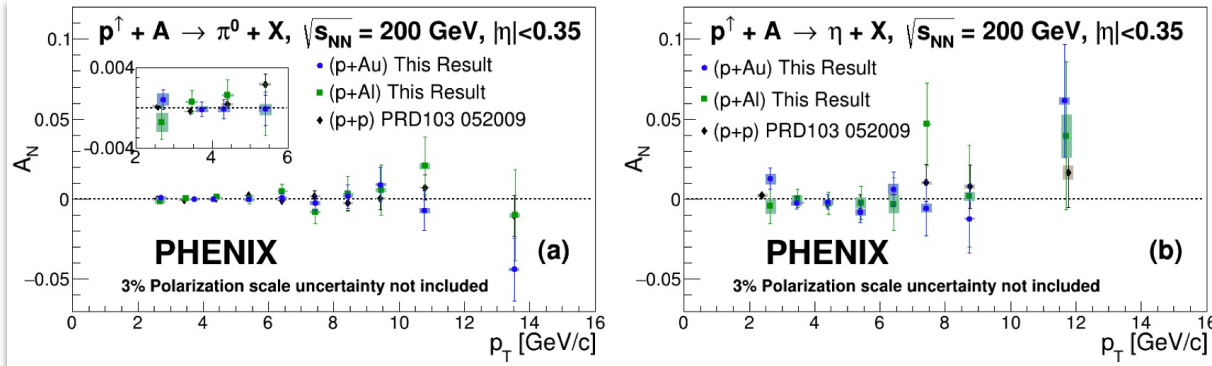 p↑ + A → π⁰ + X, √sNN = 200 GeV, |η|<0.35
0.1
0.05
0
−0.05
A_N
0.004
-0.004
2 4 6
(p+Au) This Result
(p+Al) This Result
(p+p) PRD103 052009
PHENIX
(a)
3% Polarization scale uncertainty not included
0 2 4 6 8 10 12 14 16
p_T [GeV/c]
p↑ + A → η + X, √sNN = 200 GeV, |η|<0.35
0.1
0.05
0
−0.05
A_N
(p+Au) This Result
(p+Al) This Result
(p+p) PRD103 052009
PHENIX
(b)
3% Polarization scale uncertainty not included
0 2 4 6 8 10 12 14 16
p_T [GeV/c]